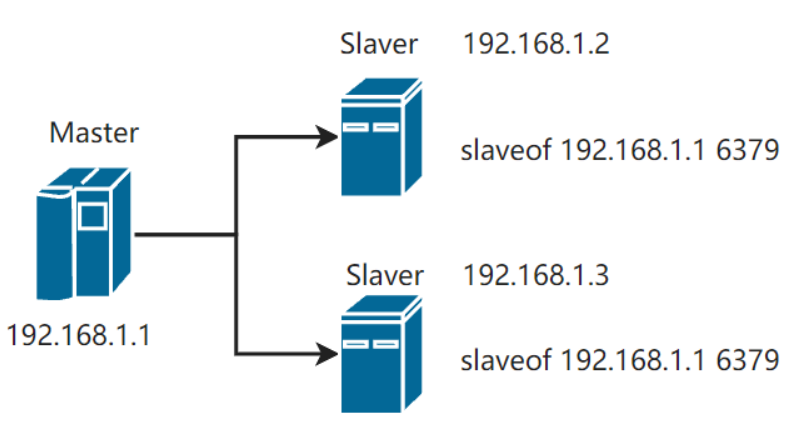 Slaver 192.168.1.2
Master
slaveof 192.168.1.1 6379
Slaver 192.168.1.3
192.168.1.1
slaveof 192.168.1.1 6379